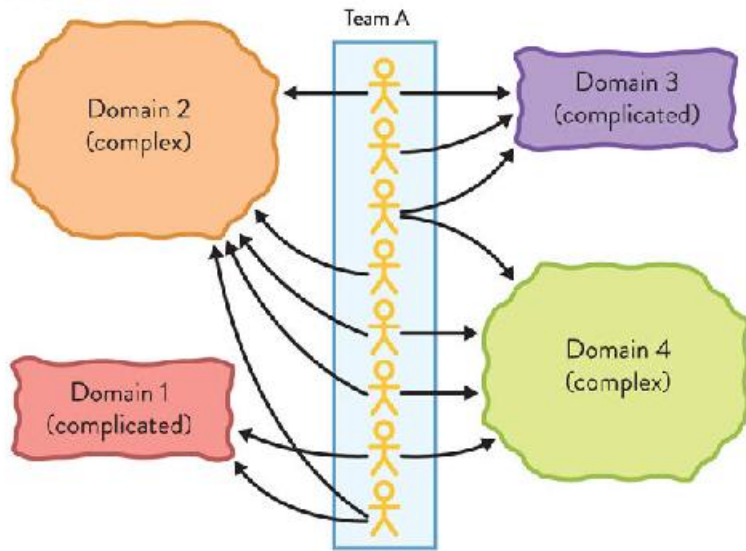 Team A
Domain 2
(complex)
Domain 3
(complicated)
Domain 1
(complicated)
Domain 4
(complex)